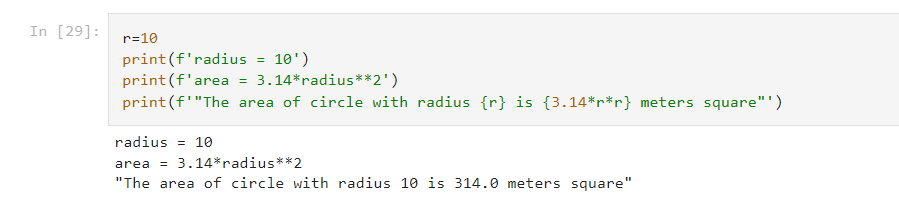 In [29]:
r=10
print(f'radius = 10')
print(f'area = 3.14*radius**2')
print(f'"The area of circle with radius {r} is {3.14*r*r} meters square"')
radius = 10
area = 3.14*radius**2
"The area of circle with radius 10 is 314.0 meters square"